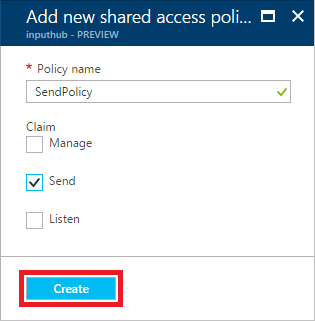 Add new shared access poli...
inputhub - PREVIEW
* Policy name
SendPolicy
Claim
Manage
Send
Listen
Create